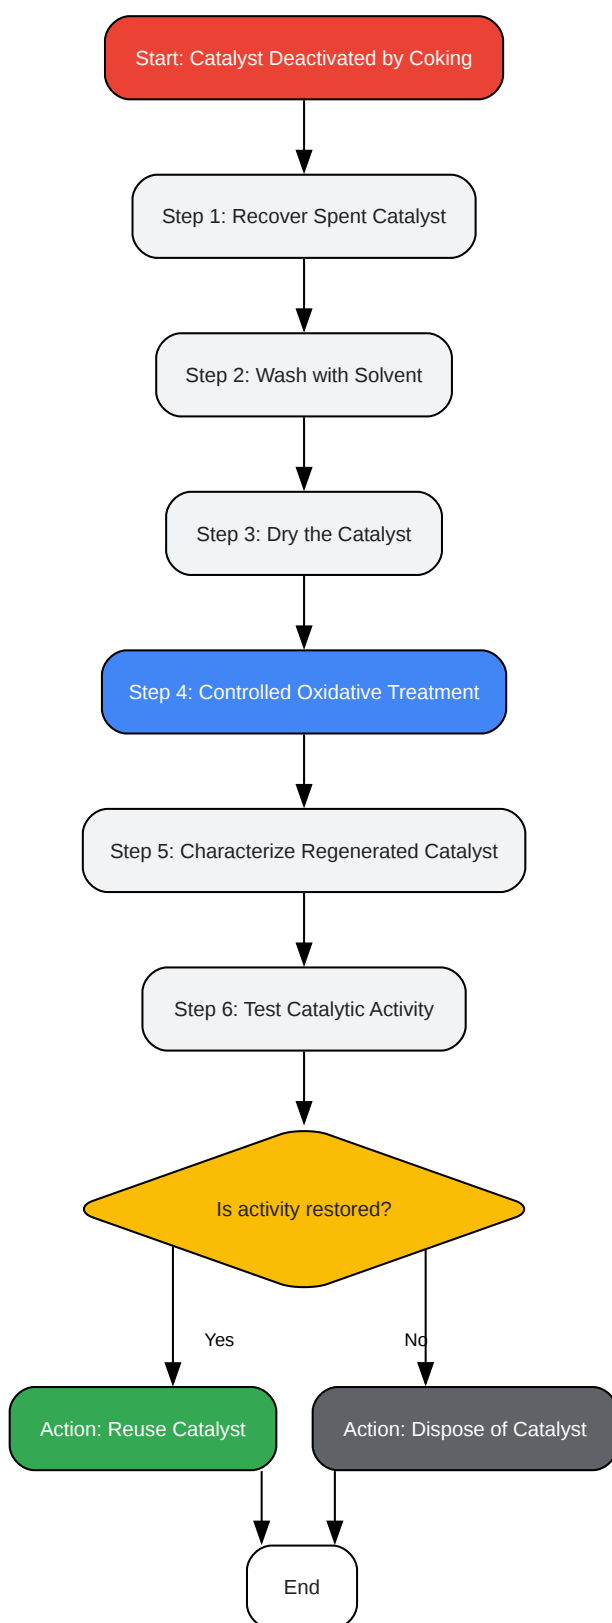 Start: Catalyst Deactivated by Coking
Step 1: Recover Spent Catalyst
Step 2: Wash with Solvent
Step 3: Dry the Catalyst
Step 4: Controlled Oxidative Treatment
Step 5: Characterize Regenerated Catalyst
Step 6: Test Catalytic Activity
Is activity restored?
Yes
No
Action: Reuse Catalyst
Action: Dispose of Catalyst
End